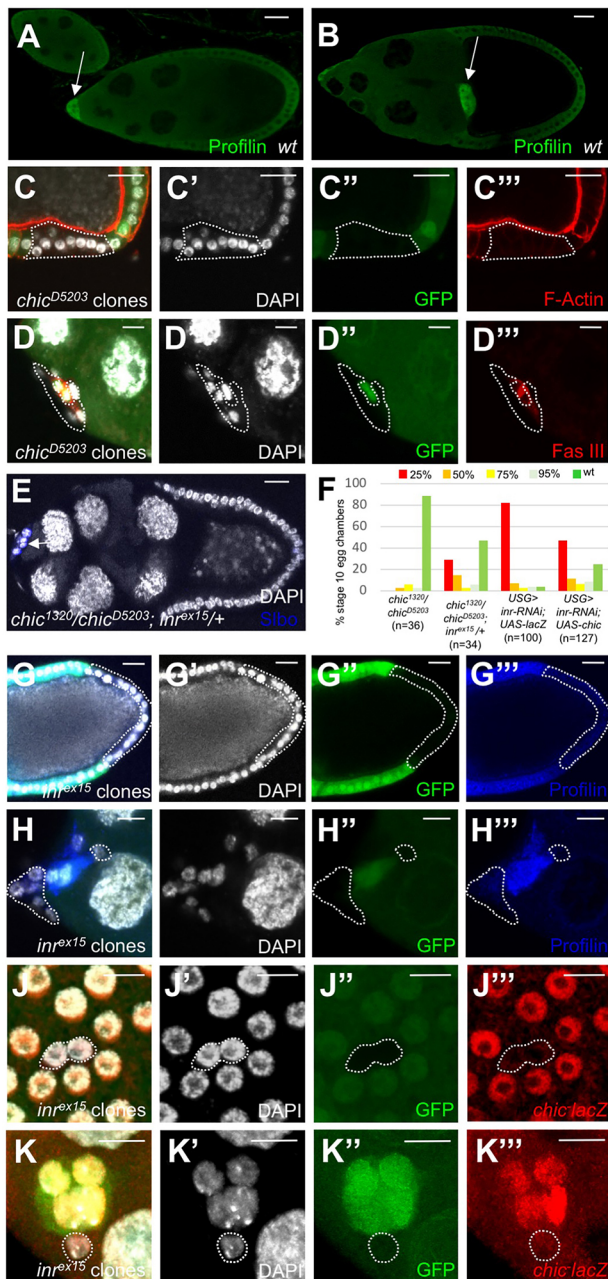 A
Profilin wt
B
Profilin wt
C
chic^D5203 clones
C'
DAPI
C''
GFP
C'''
F-Actin
D
chic^D5203 clones
D'
DAPI
D''
GFP
D'''
Fas III
E
DAPI
chic^1320/chic^D5203; inr^ex15/+ Slbo
F
25% 50% 75% 95% wt
% stage 10 egg chambers
100
80
60
40
20
0
chic^1320/
chic^D5203
(n=36)
chic^1320/
chic^D5203;
inr^ex15/+
(n=34)
USG>
inr-RNAi;
UAS-lacZ
(n=100)
USG>
inr-RNAi;
UAS-chic
(n=127)
G
inr^ex15 clones
G'
DAPI
G''
GFP
G'''
Profilin
H
inr^ex15 clones
H'
DAPI
H''
GFP
H'''
Profilin
J
inr^ex15 clones
J'
DAPI
J''
GFP
J'''
chic-lacZ
K
inr^ex15 clones
K'
DAPI
K''
GFP
K'''
chic-lacZ